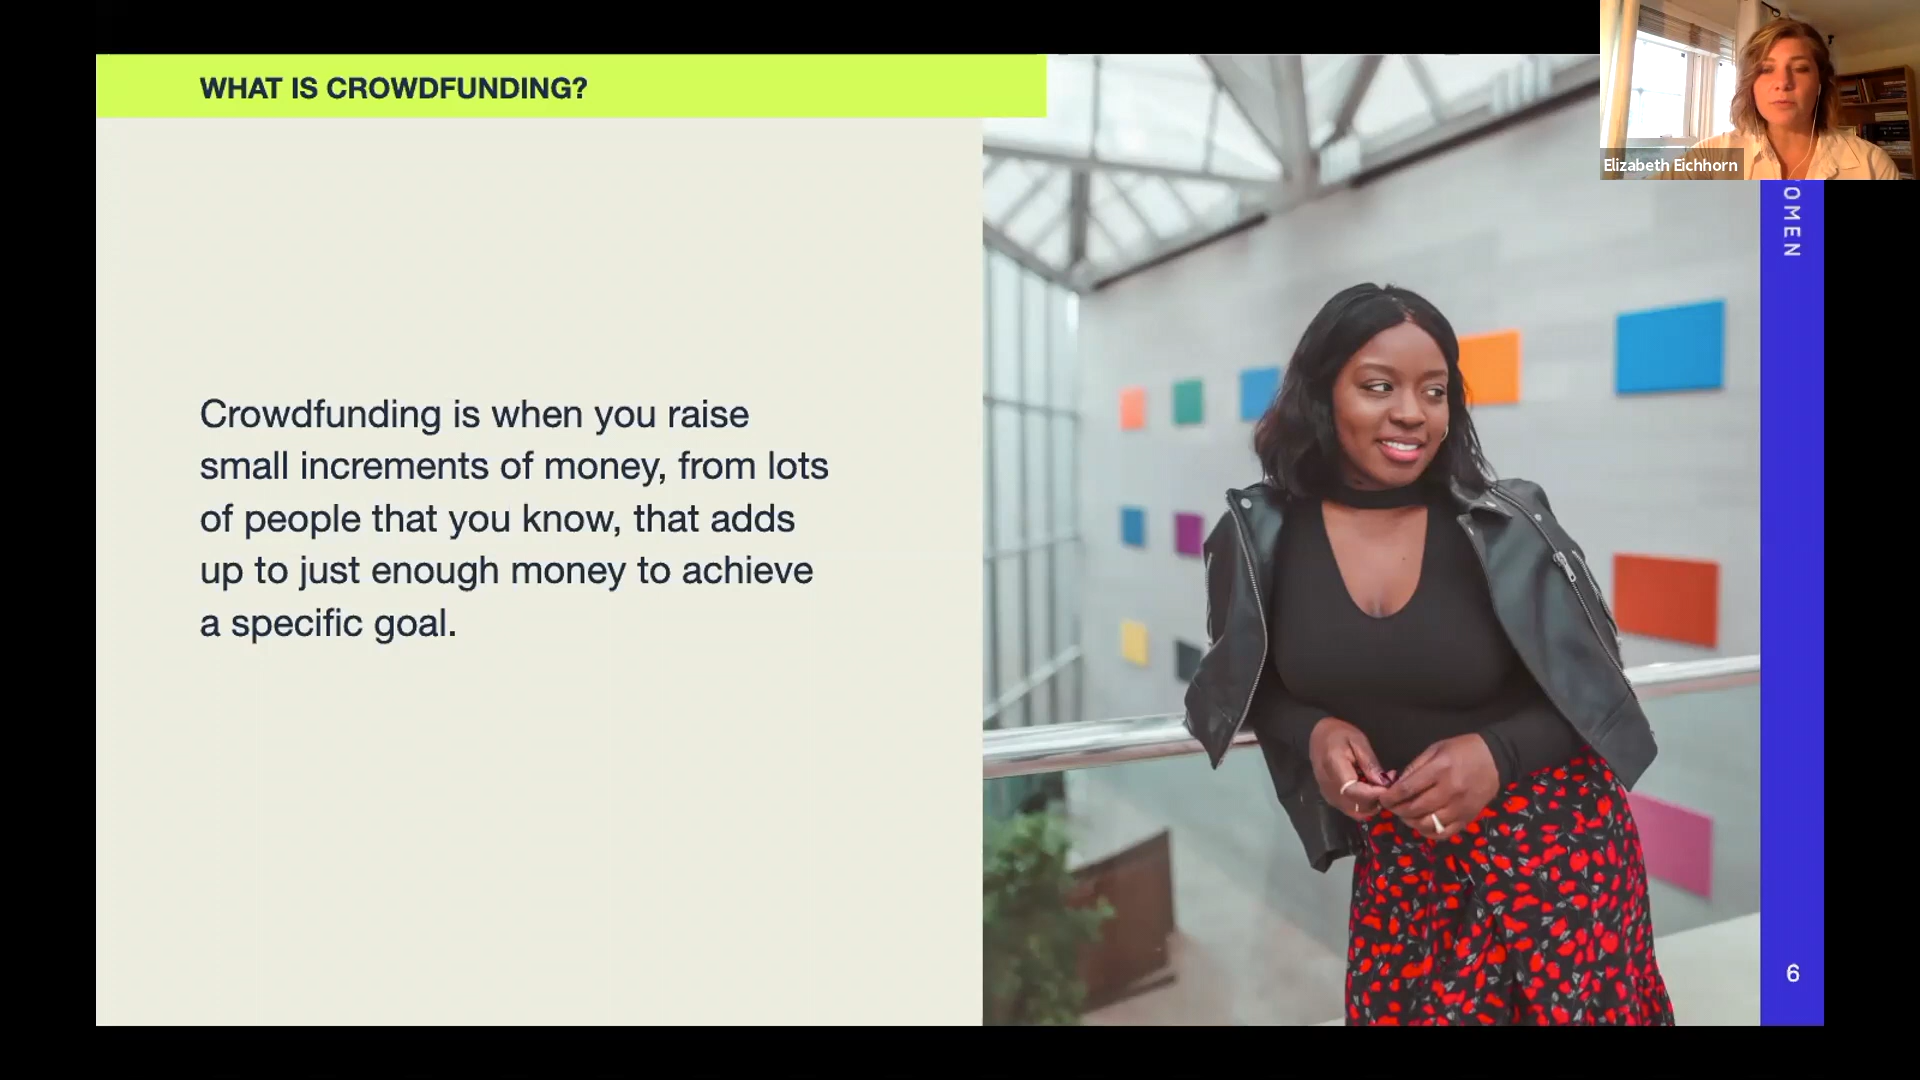 WHAT IS CROWDFUNDING?
Crowdfunding is when you raise
small increments of money, from lots
of people that you know, that adds
up to just enough money to achieve
a specific goal.
Elizabeth Eichhorn
OMEN
6